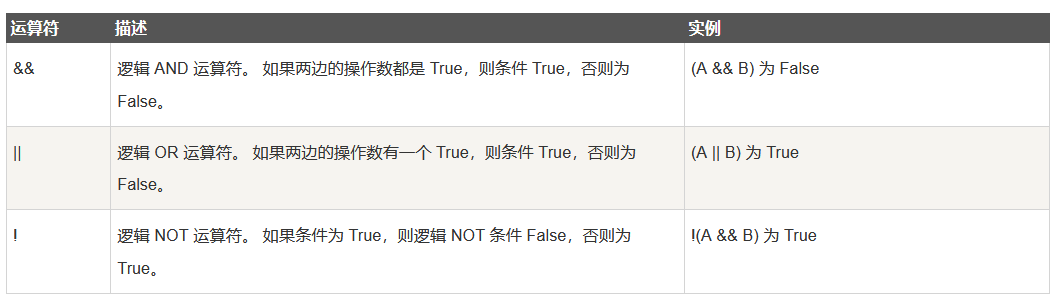 运算符 描述 实例
&& 逻辑 AND 运算符。 如果两边的操作数都是 True，则条件 True，否则为 (A && B) 为 False
False。
|| 逻辑 OR 运算符。 如果两边的操作数有一个 True，则条件 True，否则为 (A || B) 为 True
False。
! 逻辑 NOT 运算符。 如果条件为 True，则逻辑 NOT 条件 False，否则为 !(A && B) 为 True
True。